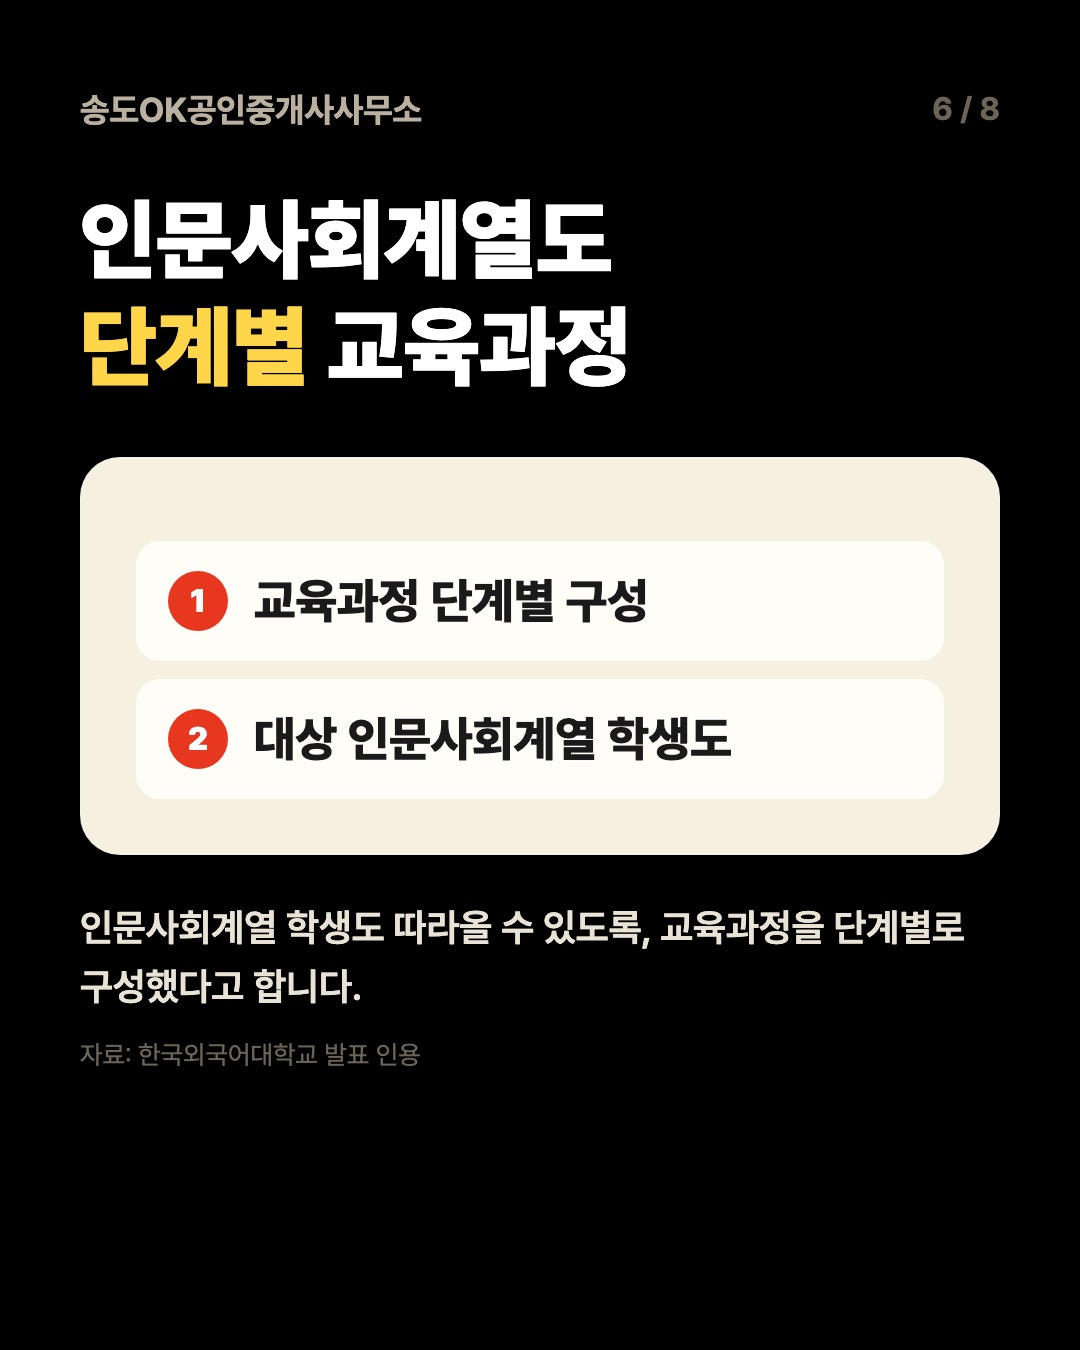 송도OK공인중개사사무소
6 / 8
인문사회계열도
단계별 교육과정
1 교육과정 단계별 구성
2 대상 인문사회계열 학생도
인문사회계열 학생도 따라올 수 있도록, 교육과정을 단계별로
구성했다고 합니다.
자료: 한국외국어대학교 발표 인용